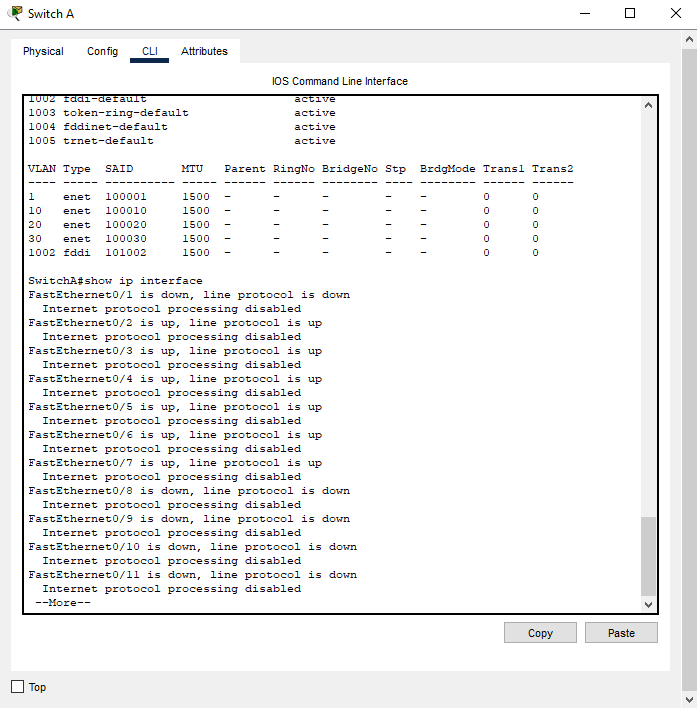 Switch A
Physical Config CLI Attributes
IOS Command Line Interface
1002 fddi-default                     active
1003 token-ring-default               active
1004 fddinet-default                  active
1005 trnet-default                    active
VLAN Type  SAID       MTU   Parent RingNo BridgeNo Stp  BrdgMode Trans1 Trans2
---- ----- ---------- ----- ------ ------ -------- ---- -------- ------ ------
1    enet  100001     1500  -      -      -        -    -        0      0
10   enet  100010     1500  -      -      -        -    -        0      0
20   enet  100020     1500  -      -      -        -    -        0      0
30   enet  100030     1500  -      -      -        -    -        0      0
1002 fddi  101002     1500  -      -      -        -    -        0      0
SwitchA#show ip interface
FastEthernet0/1 is down, line protocol is down
  Internet protocol processing disabled
FastEthernet0/2 is up, line protocol is up
  Internet protocol processing disabled
FastEthernet0/3 is up, line protocol is up
  Internet protocol processing disabled
FastEthernet0/4 is up, line protocol is up
  Internet protocol processing disabled
FastEthernet0/5 is up, line protocol is up
  Internet protocol processing disabled
FastEthernet0/6 is up, line protocol is up
  Internet protocol processing disabled
FastEthernet0/7 is up, line protocol is up
  Internet protocol processing disabled
FastEthernet0/8 is down, line protocol is down
  Internet protocol processing disabled
FastEthernet0/9 is down, line protocol is down
  Internet protocol processing disabled
FastEthernet0/10 is down, line protocol is down
  Internet protocol processing disabled
FastEthernet0/11 is down, line protocol is down
  Internet protocol processing disabled
 --More--
Copy Paste
Top